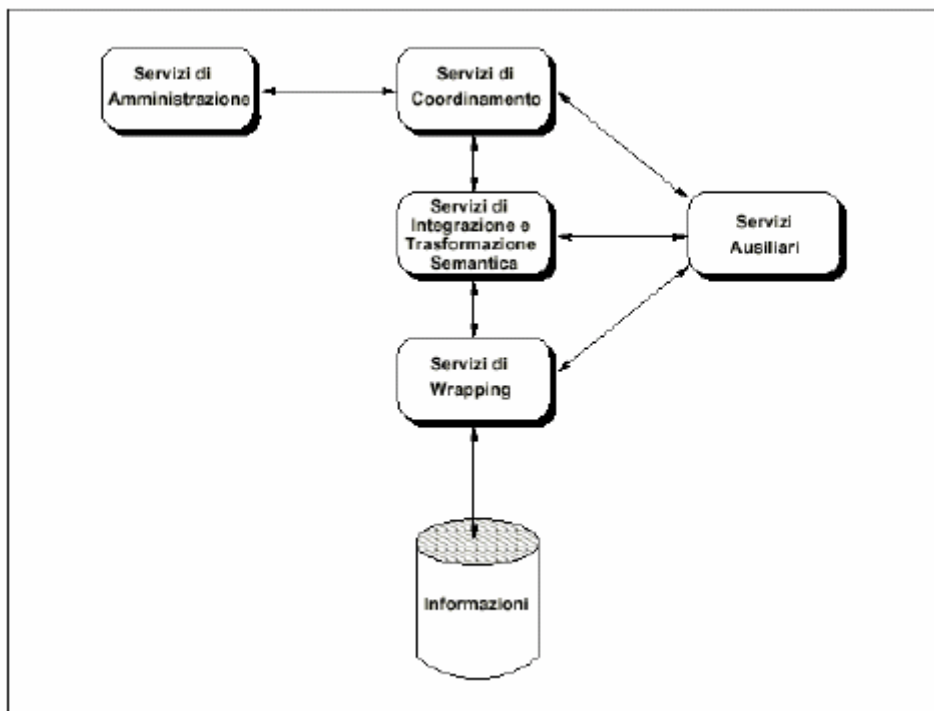 Servizi di
Amministrazione
Servizi di
Coordinamento
Servizi di
Integrazione e
Trasformazione
Semantica
Servizi
Ausiliari
Servizi di
Wrapping
Informazioni